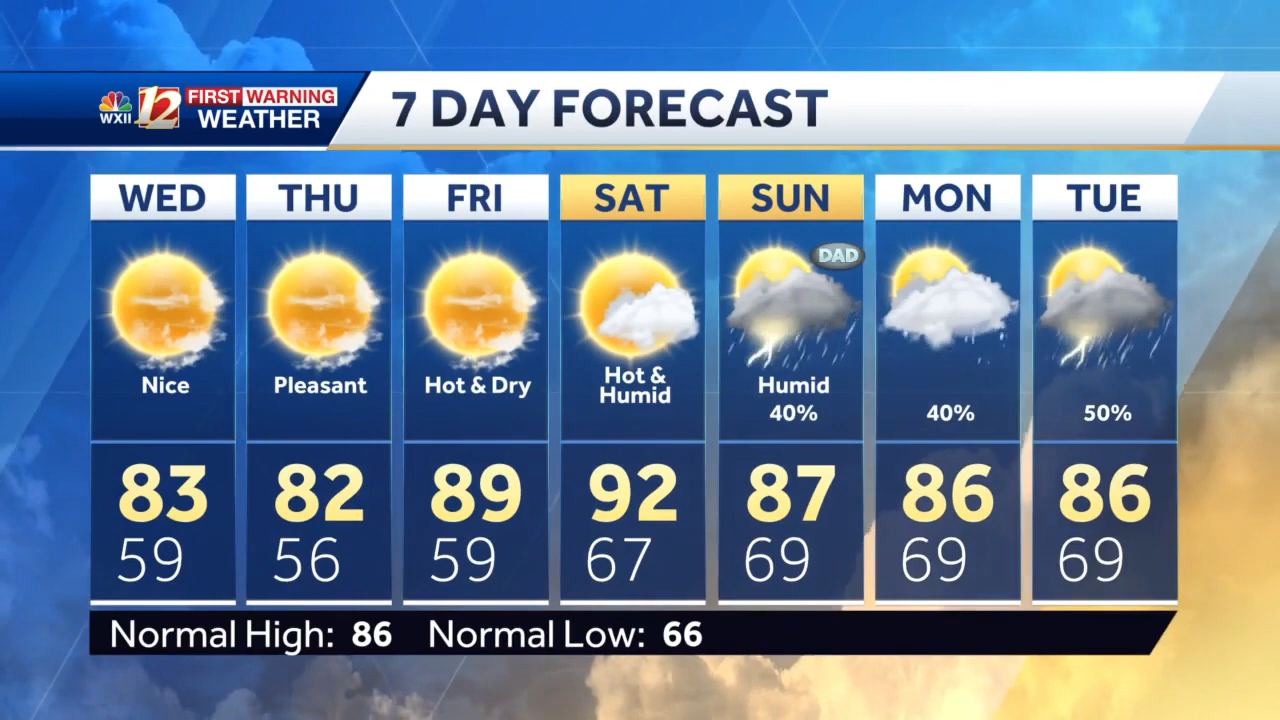 WXII 12 FIRST WARNING
WEATHER
7 DAY FORECAST
WED THU FRI SAT SUN MON TUE
DAD
Nice Pleasant Hot & Dry Hot & Humid Humid
40% 40% 50%
83 82 89 92 87 86 86
59 56 59 67 69 69 69
Normal High: 86 Normal Low: 66